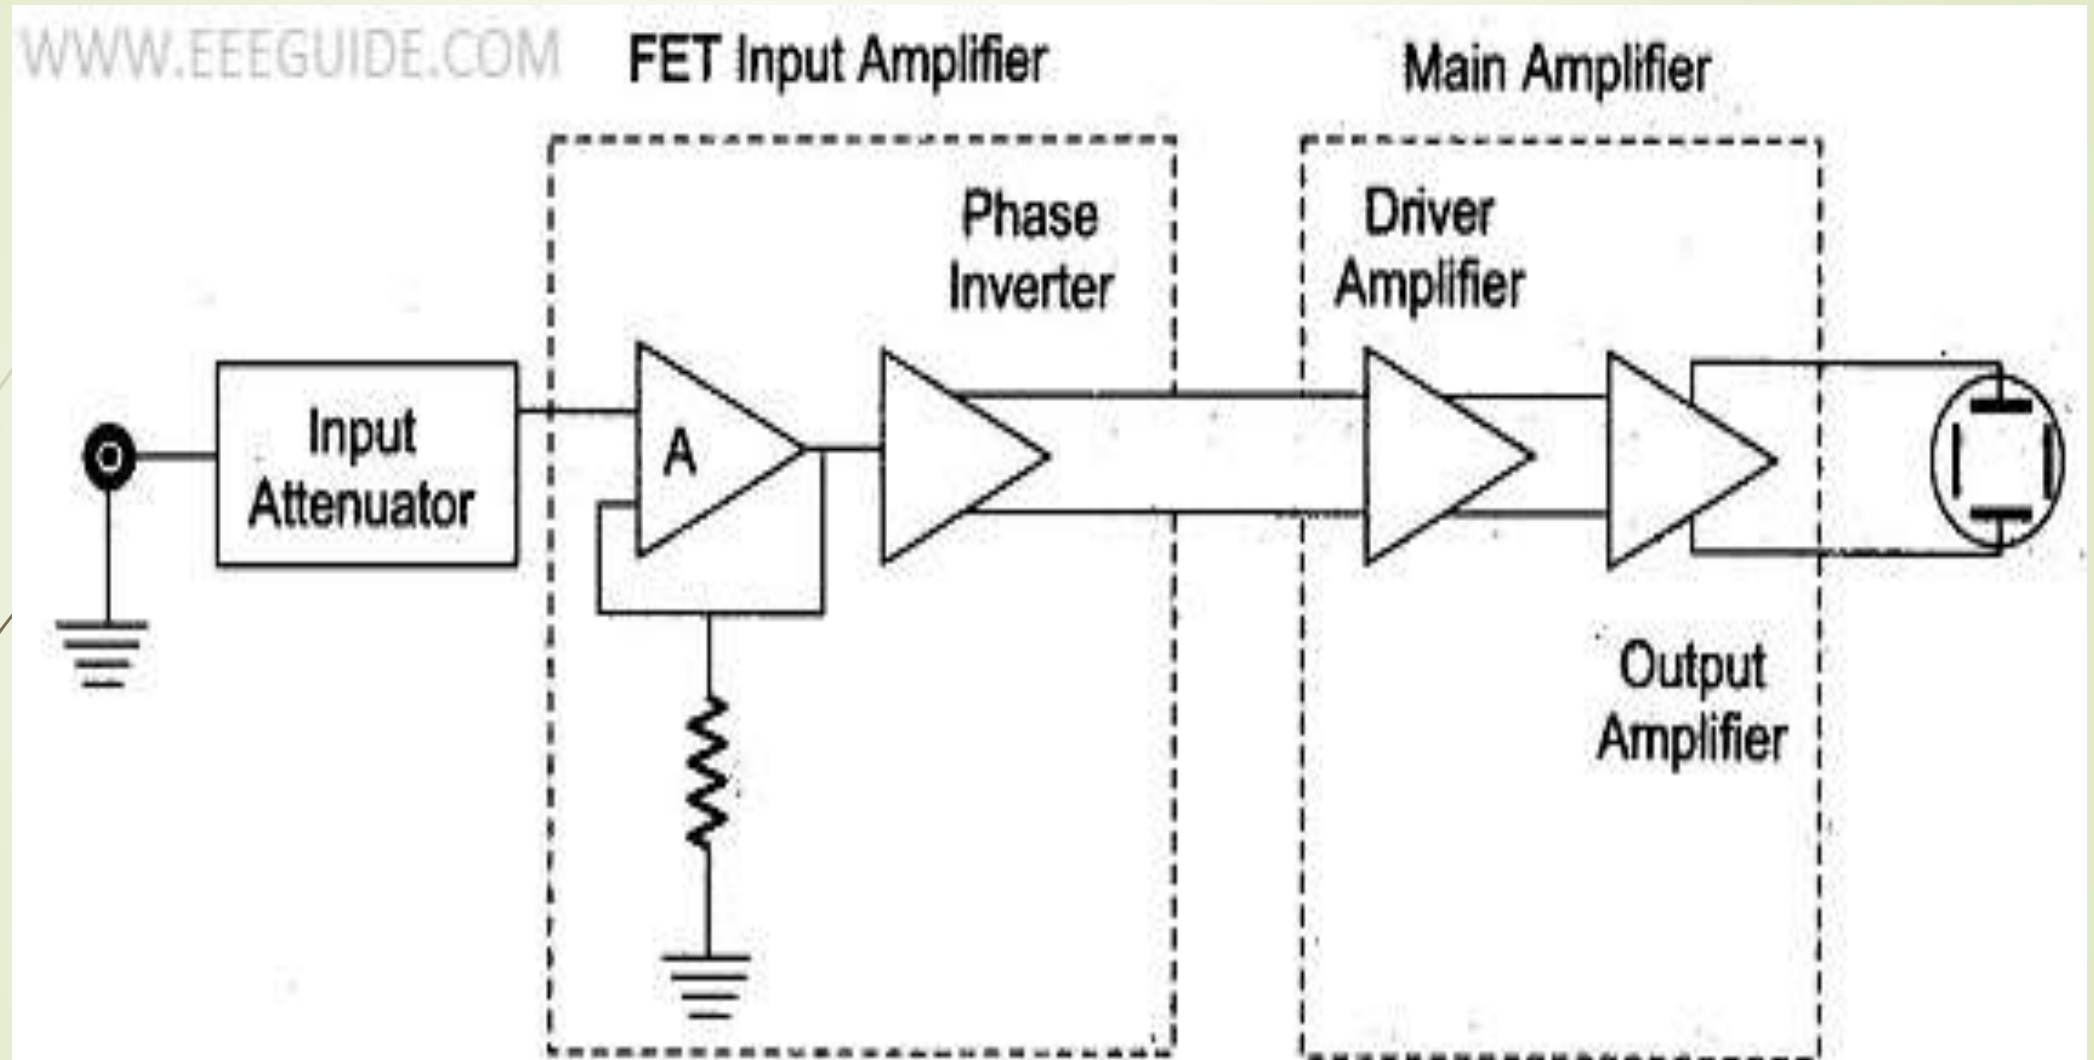 WWW.EEEGUIDE.COM
FET Input Amplifier
Main Amplifier
Phase
Inverter
Driver
Amplifier
Input
Attenuator
A
Output
Amplifier